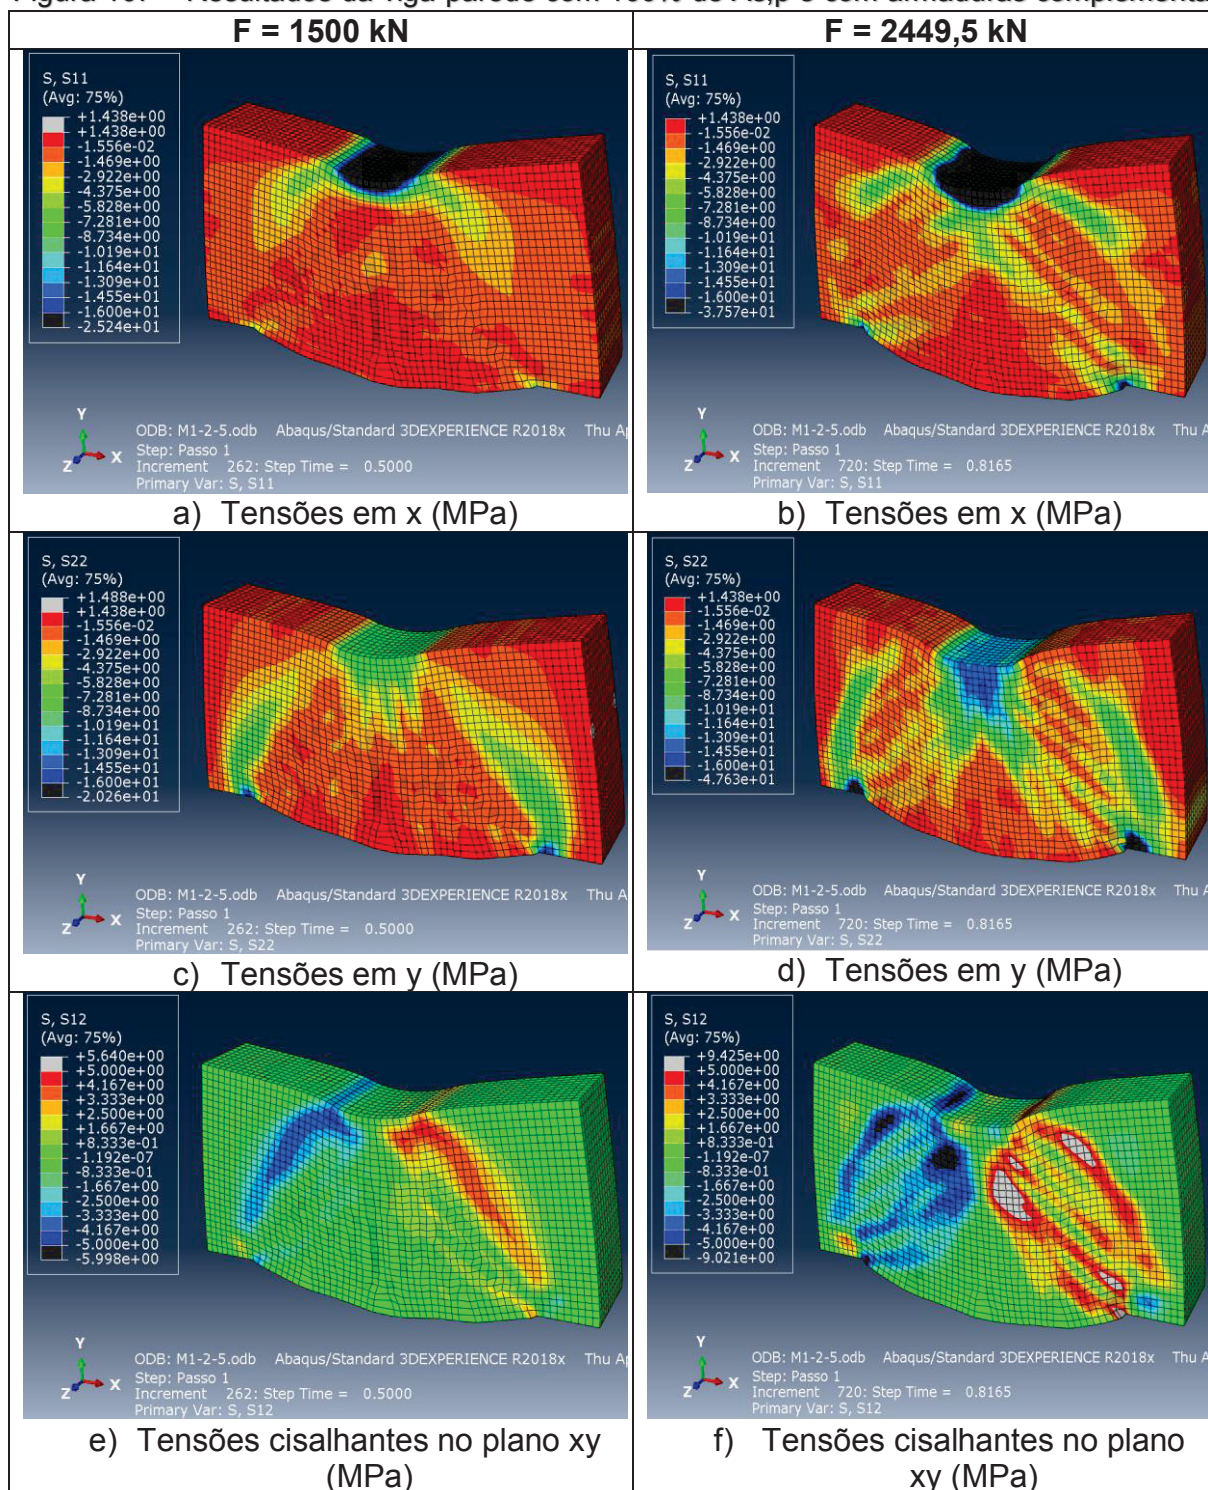 F = 1500 kN
F = 2449,5 kN
S, S11
(Avg: 75%)
+1.438e+00
+1.438e+00
-1.556e-02
-1.469e+00
-2.922e+00
-4.375e+00
-5.828e+00
-7.281e+00
-8.734e+00
-1.019e+01
-1.164e+01
-1.309e+01
-1.455e+01
-1.600e+01
-2.524e+01
Y
Z
X
ODB: M1-2-5.odb Abaqus/Standard 3DEXPERIENCE R2018x Thu
Step: Passo 1
Increment 262: Step Time = 0.5000
Primary Var: S, S11
a) Tensões em x (MPa)
S, S11
(Avg: 75%)
+1.438e+00
-1.556e-02
-1.469e+00
-2.922e+00
-4.375e+00
-5.828e+00
-7.281e+00
-8.734e+00
-1.019e+01
-1.164e+01
-1.309e+01
-1.455e+01
-1.600e+01
-3.757e+01
Y
Z
X
ODB: M1-2-5.odb Abaqus/Standard 3DEXPERIENCE R2018x Thu
Step: Passo 1
Increment 720: Step Time = 0.8165
Primary Var: S, S11
b) Tensões em x (MPa)
S, S22
(Avg: 75%)
+1.488e+00
+1.438e+00
-1.556e-02
-1.469e+00
-2.922e+00
-4.375e+00
-5.828e+00
-7.281e+00
-8.734e+00
-1.019e+01
-1.164e+01
-1.309e+01
-1.455e+01
-1.600e+01
-2.026e+01
Y
Z
X
ODB: M1-2-5.odb Abaqus/Standard 3DEXPERIENCE R2018x Thu
Step: Passo 1
Increment 262: Step Time = 0.5000
Primary Var: S, S22
c) Tensões em y (MPa)
S, S22
(Avg: 75%)
+1.438e+00
-1.556e-02
-1.469e+00
-2.922e+00
-4.375e+00
-5.828e+00
-7.281e+00
-8.734e+00
-1.019e+01
-1.164e+01
-1.309e+01
-1.455e+01
-1.600e+01
-4.763e+01
Y
Z
X
ODB: M1-2-5.odb Abaqus/Standard 3DEXPERIENCE R2018x Thu
Step: Passo 1
Increment 720: Step Time = 0.8165
Primary Var: S, S22
d) Tensões em y (MPa)
S, S12
(Avg: 75%)
+5.640e+00
+5.000e+00
+4.167e+00
+3.333e+00
+2.500e+00
+1.667e+00
+8.333e-01
-1.192e-07
-8.333e-01
-1.667e+00
-2.500e+00
-3.333e+00
-4.167e+00
-5.000e+00
-5.998e+00
Y
Z
X
ODB: M1-2-5.odb Abaqus/Standard 3DEXPERIENCE R2018x Thu
Step: Passo 1
Increment 262: Step Time = 0.5000
Primary Var: S, S12
e) Tensões cisalhantes no plano xy
(MPa)
S, S12
(Avg: 75%)
+9.425e+00
+5.000e+00
+4.167e+00
+3.333e+00
+2.500e+00
+1.667e+00
+8.333e-01
-1.192e-07
-8.333e-01
-1.667e+00
-2.500e+00
-3.333e+00
-4.167e+00
-5.000e+00
-9.021e+00
Y
Z
X
ODB: M1-2-5.odb Abaqus/Standard 3DEXPERIENCE R2018x Thu
Step: Passo 1
Increment 720: Step Time = 0.8165
Primary Var: S, S12
f) Tensões cisalhantes no plano
xy (MPa)